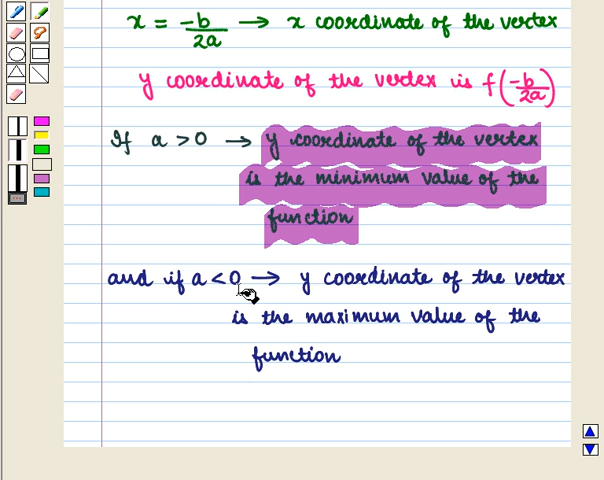 x = -b/2a → x coordinate of the vertex
y coordinate of the vertex is f(-b/2a)
If a > 0 → y coordinate of the vertex
is the minimum value of the
function
and if a < 0 → y coordinate of the vertex
is the maximum value of the
function